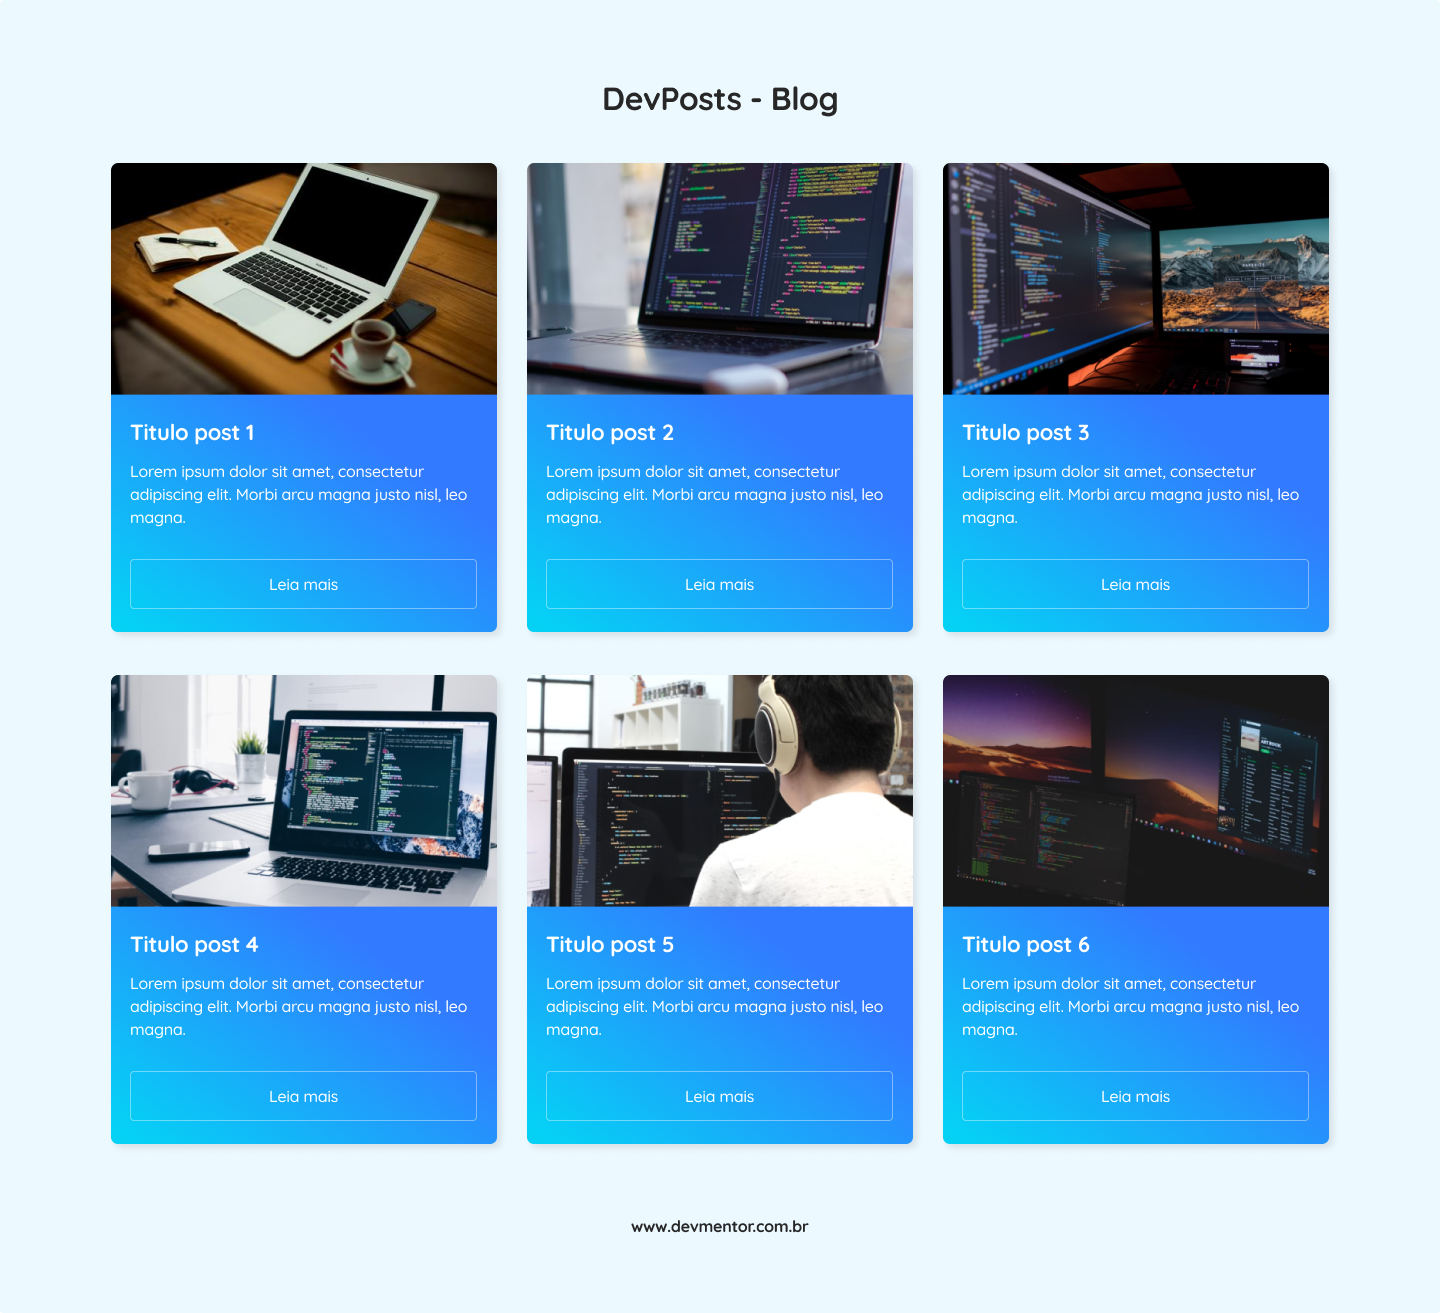 DevPosts - Blog
Titulo post 1
Lorem ipsum dolor sit amet, consectetur
adipiscing elit. Morbi arcu magna justo nisl, leo
magna.
Leia mais
Titulo post 2
Lorem ipsum dolor sit amet, consectetur
adipiscing elit. Morbi arcu magna justo nisl, leo
magna.
Leia mais
Titulo post 3
Lorem ipsum dolor sit amet, consectetur
adipiscing elit. Morbi arcu magna justo nisl, leo
magna.
Leia mais
Titulo post 4
Lorem ipsum dolor sit amet, consectetur
adipiscing elit. Morbi arcu magna justo nisl, leo
magna.
Leia mais
Titulo post 5
Lorem ipsum dolor sit amet, consectetur
adipiscing elit. Morbi arcu magna justo nisl, leo
magna.
Leia mais
Titulo post 6
Lorem ipsum dolor sit amet, consectetur
adipiscing elit. Morbi arcu magna justo nisl, leo
magna.
Leia mais
www.devmentor.com.br